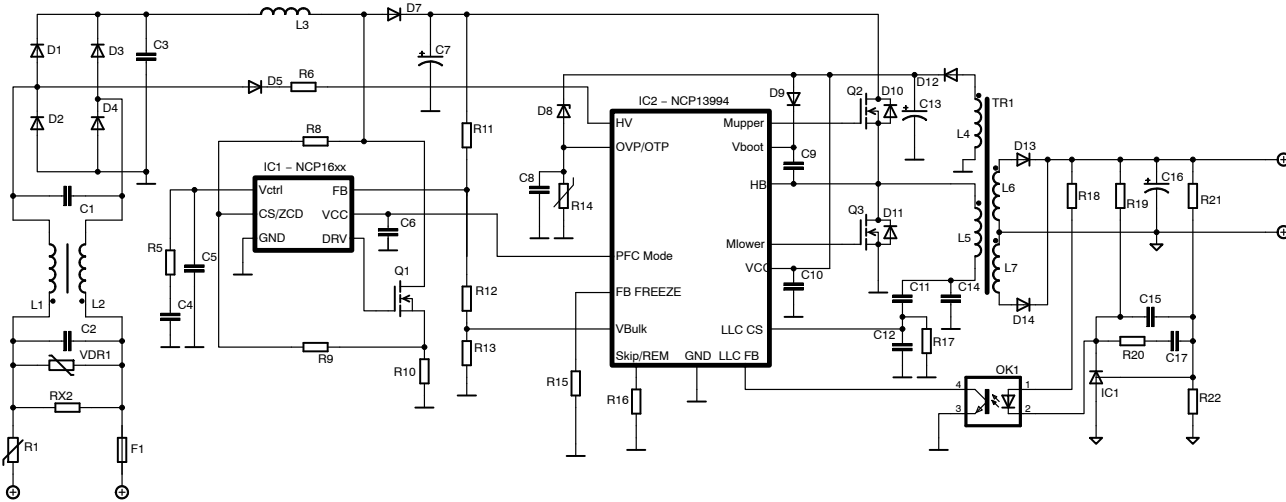 L3
D7
D1
D3
C3
C7
D5
R6
D2
D4
R8
R11
D8
D9
D12
IC2 – NCP13994
Q2
D10
C13
TR1
L4
HV
Mupper
OVP/OTP
Vboot
C9
IC1 – NCP16xx
C8
R14
HB
D13
Vctrl
FB
C1
CS/ZCD
VCC
C6
GND
DRV
Q3
D11
Mlower
L5
L6
R18
R19
C16
R21
R5
C5
PFC Mode
VCC
C10
L7
L1
L2
Q1
C4
R12
FB FREEZE
C11
C14
D14
C2
VDR1
R9
R13
VBulk
LLC CS
C12
R17
C15
R20
C17
R10
Skip/REM
GND
LLC FB
R15
R16
RX2
OK1
4
1
3
2
IC1
R22
R1
F1